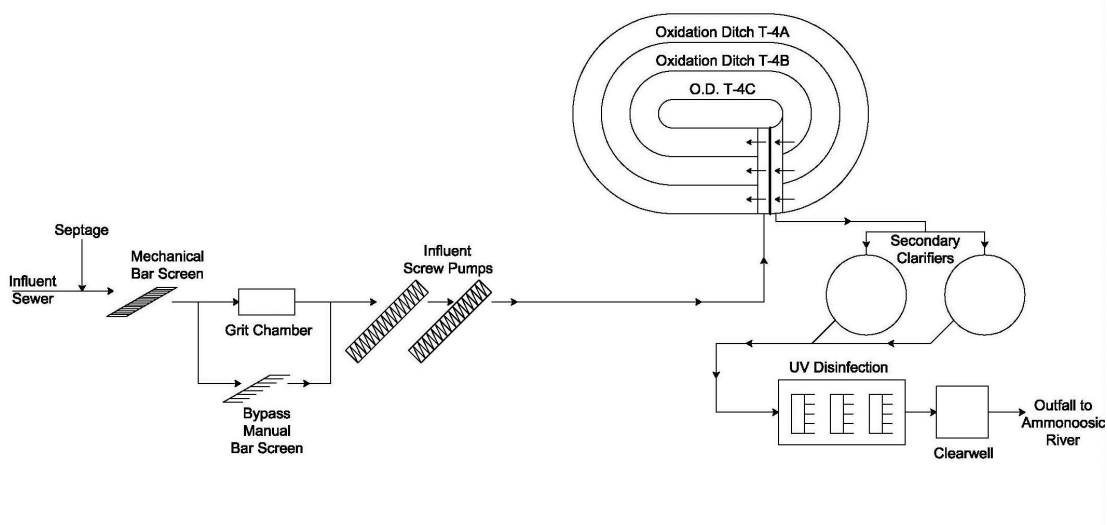 Oxidation Ditch T-4A
Oxidation Ditch T-4B
O.D. T-4C
Septage
Influent
Sewer
Mechanical
Bar Screen
Grit Chamber
Bypass
Manual
Bar Screen
Influent
Screw Pumps
Secondary
Clarifiers
UV Disinfection
Clearwell
Outfall to
Ammonoosic
River